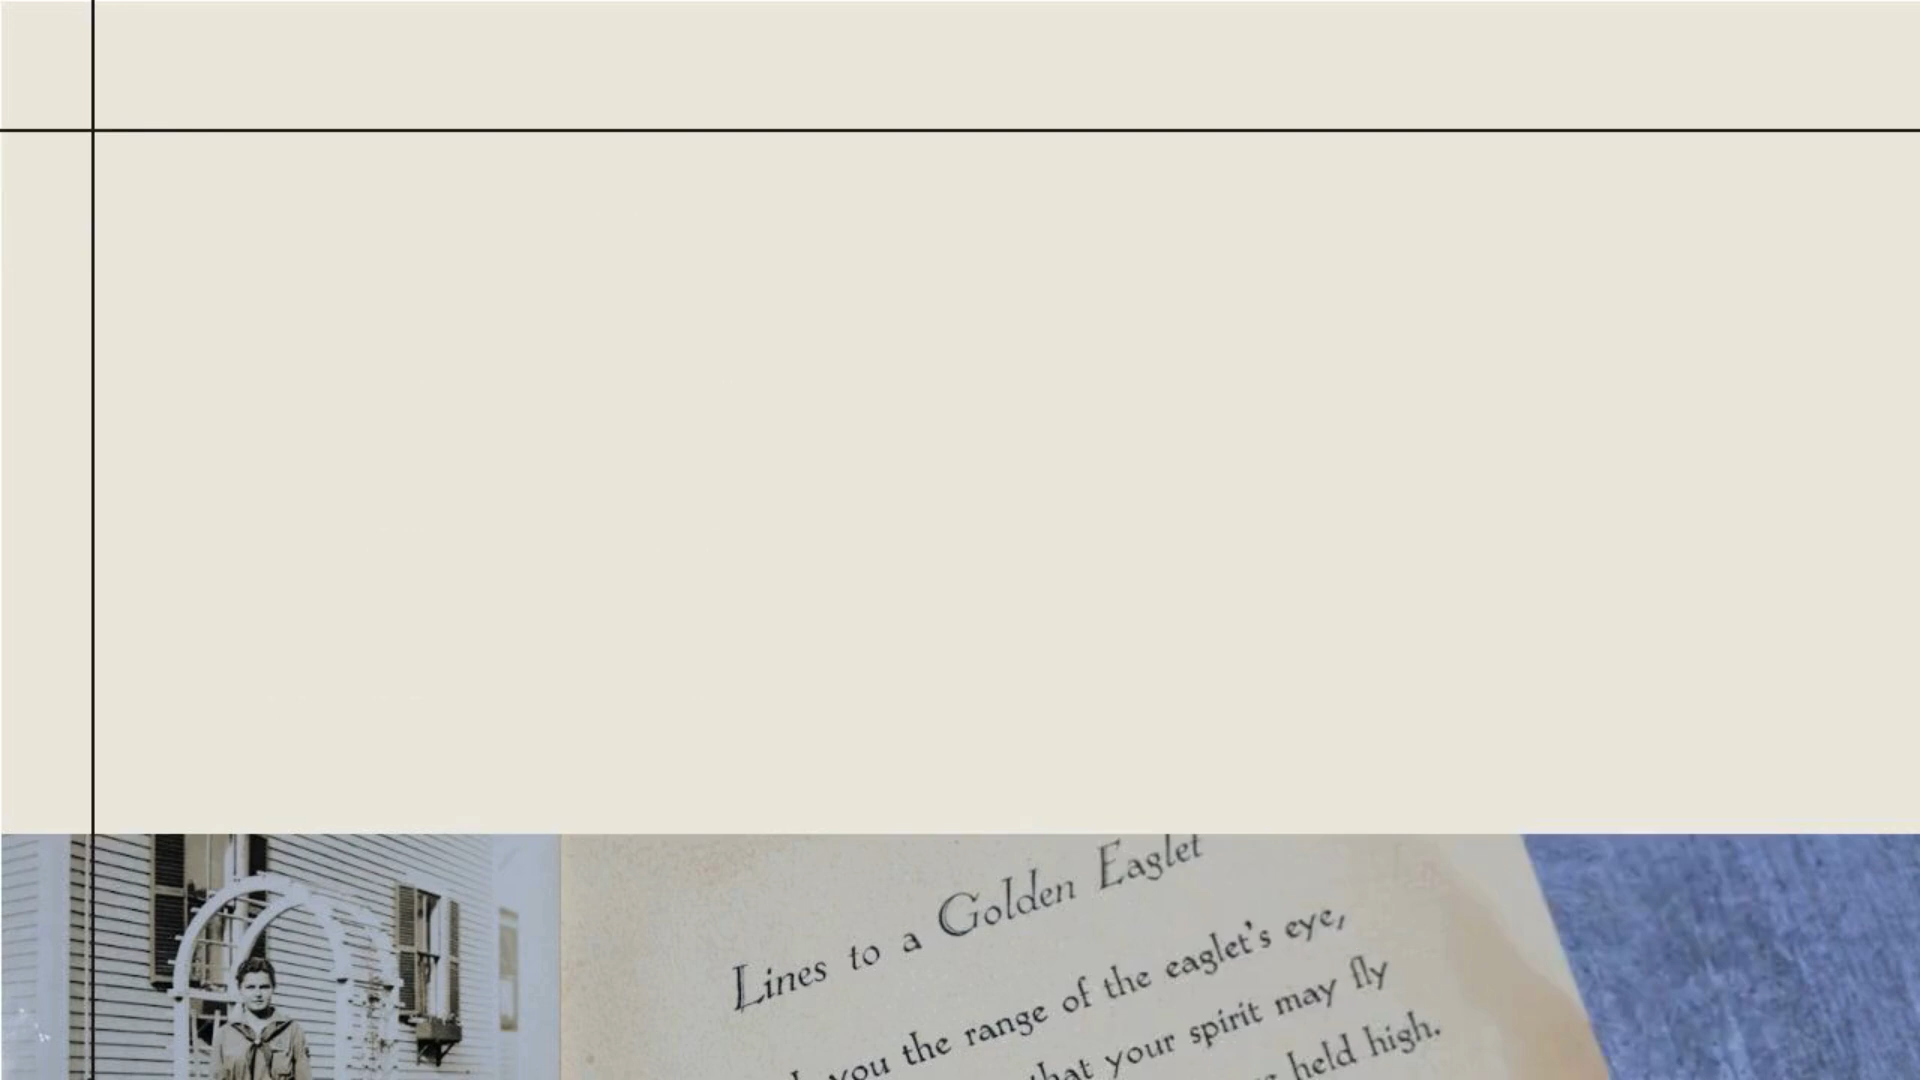 Lines to a Golden Eaglet
you the range of the eaglet's eye,
that your spirit may fly
held high.